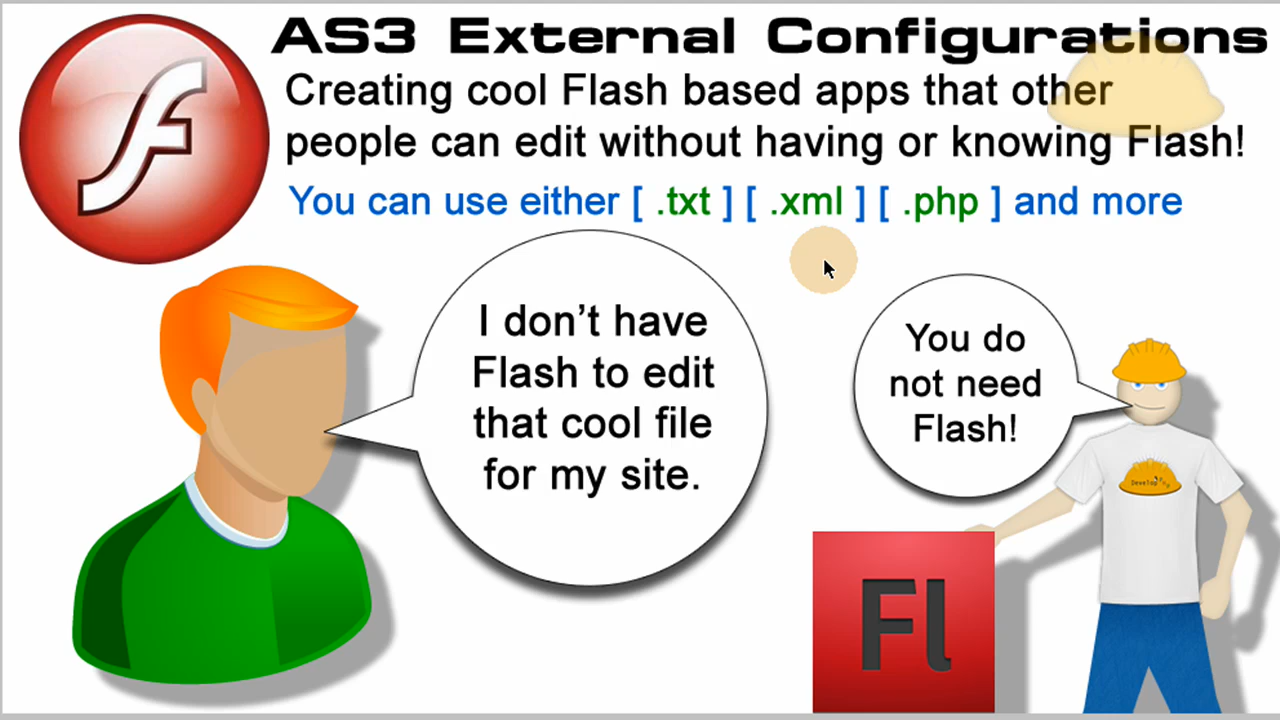 AS3 External Configurations
Creating cool Flash based apps that other
people can edit without having or knowing Flash!
You can use either [ .txt ] [ .xml ] [ .php ] and more
I don't have
Flash to edit
that cool file
for my site.
You do
not need
Flash!
Develop
Fl